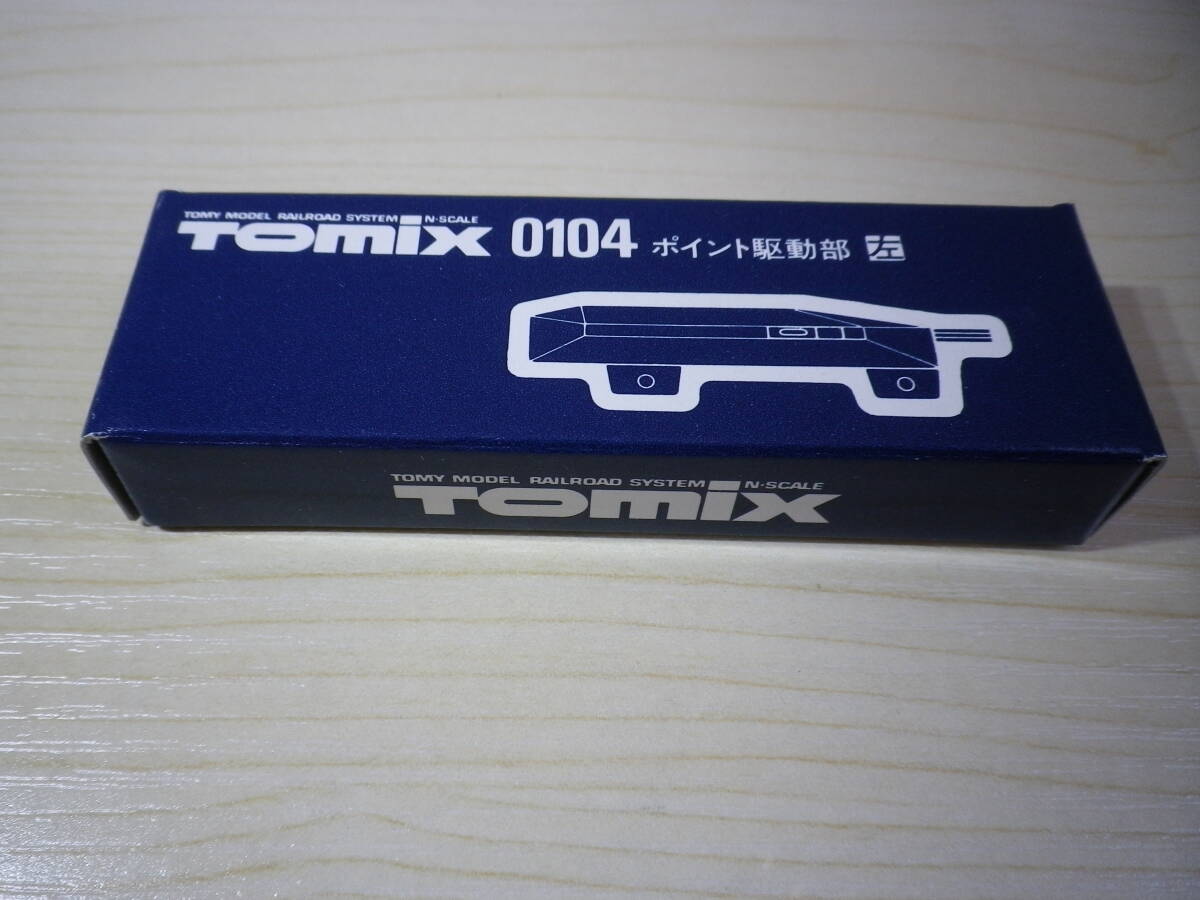 TOMY MODEL RAILROAD SYSTEM N·SCALE
TOMIX 0104 ポイント駆動部 左
TOMY MODEL RAILROAD SYSTEM N·SCALE
TOMIX